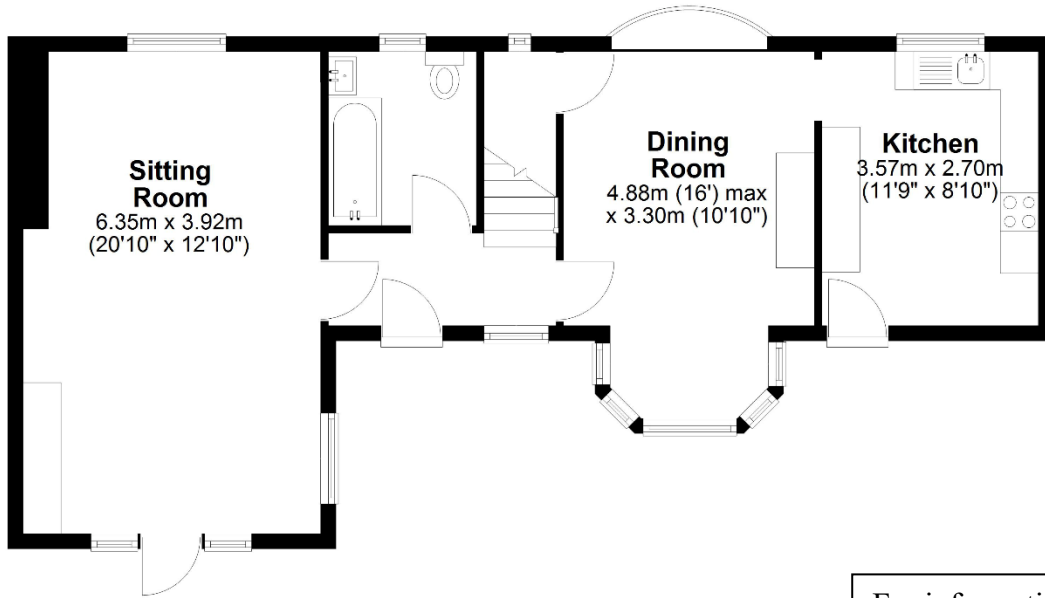 Sitting
Room
6.35m x 3.92m
(20'10" x 12'10")
Dining
Room
4.88m (16') max
x 3.30m (10'10")
Kitchen
3.57m x 2.70m
(11'9" x 8'10")
For